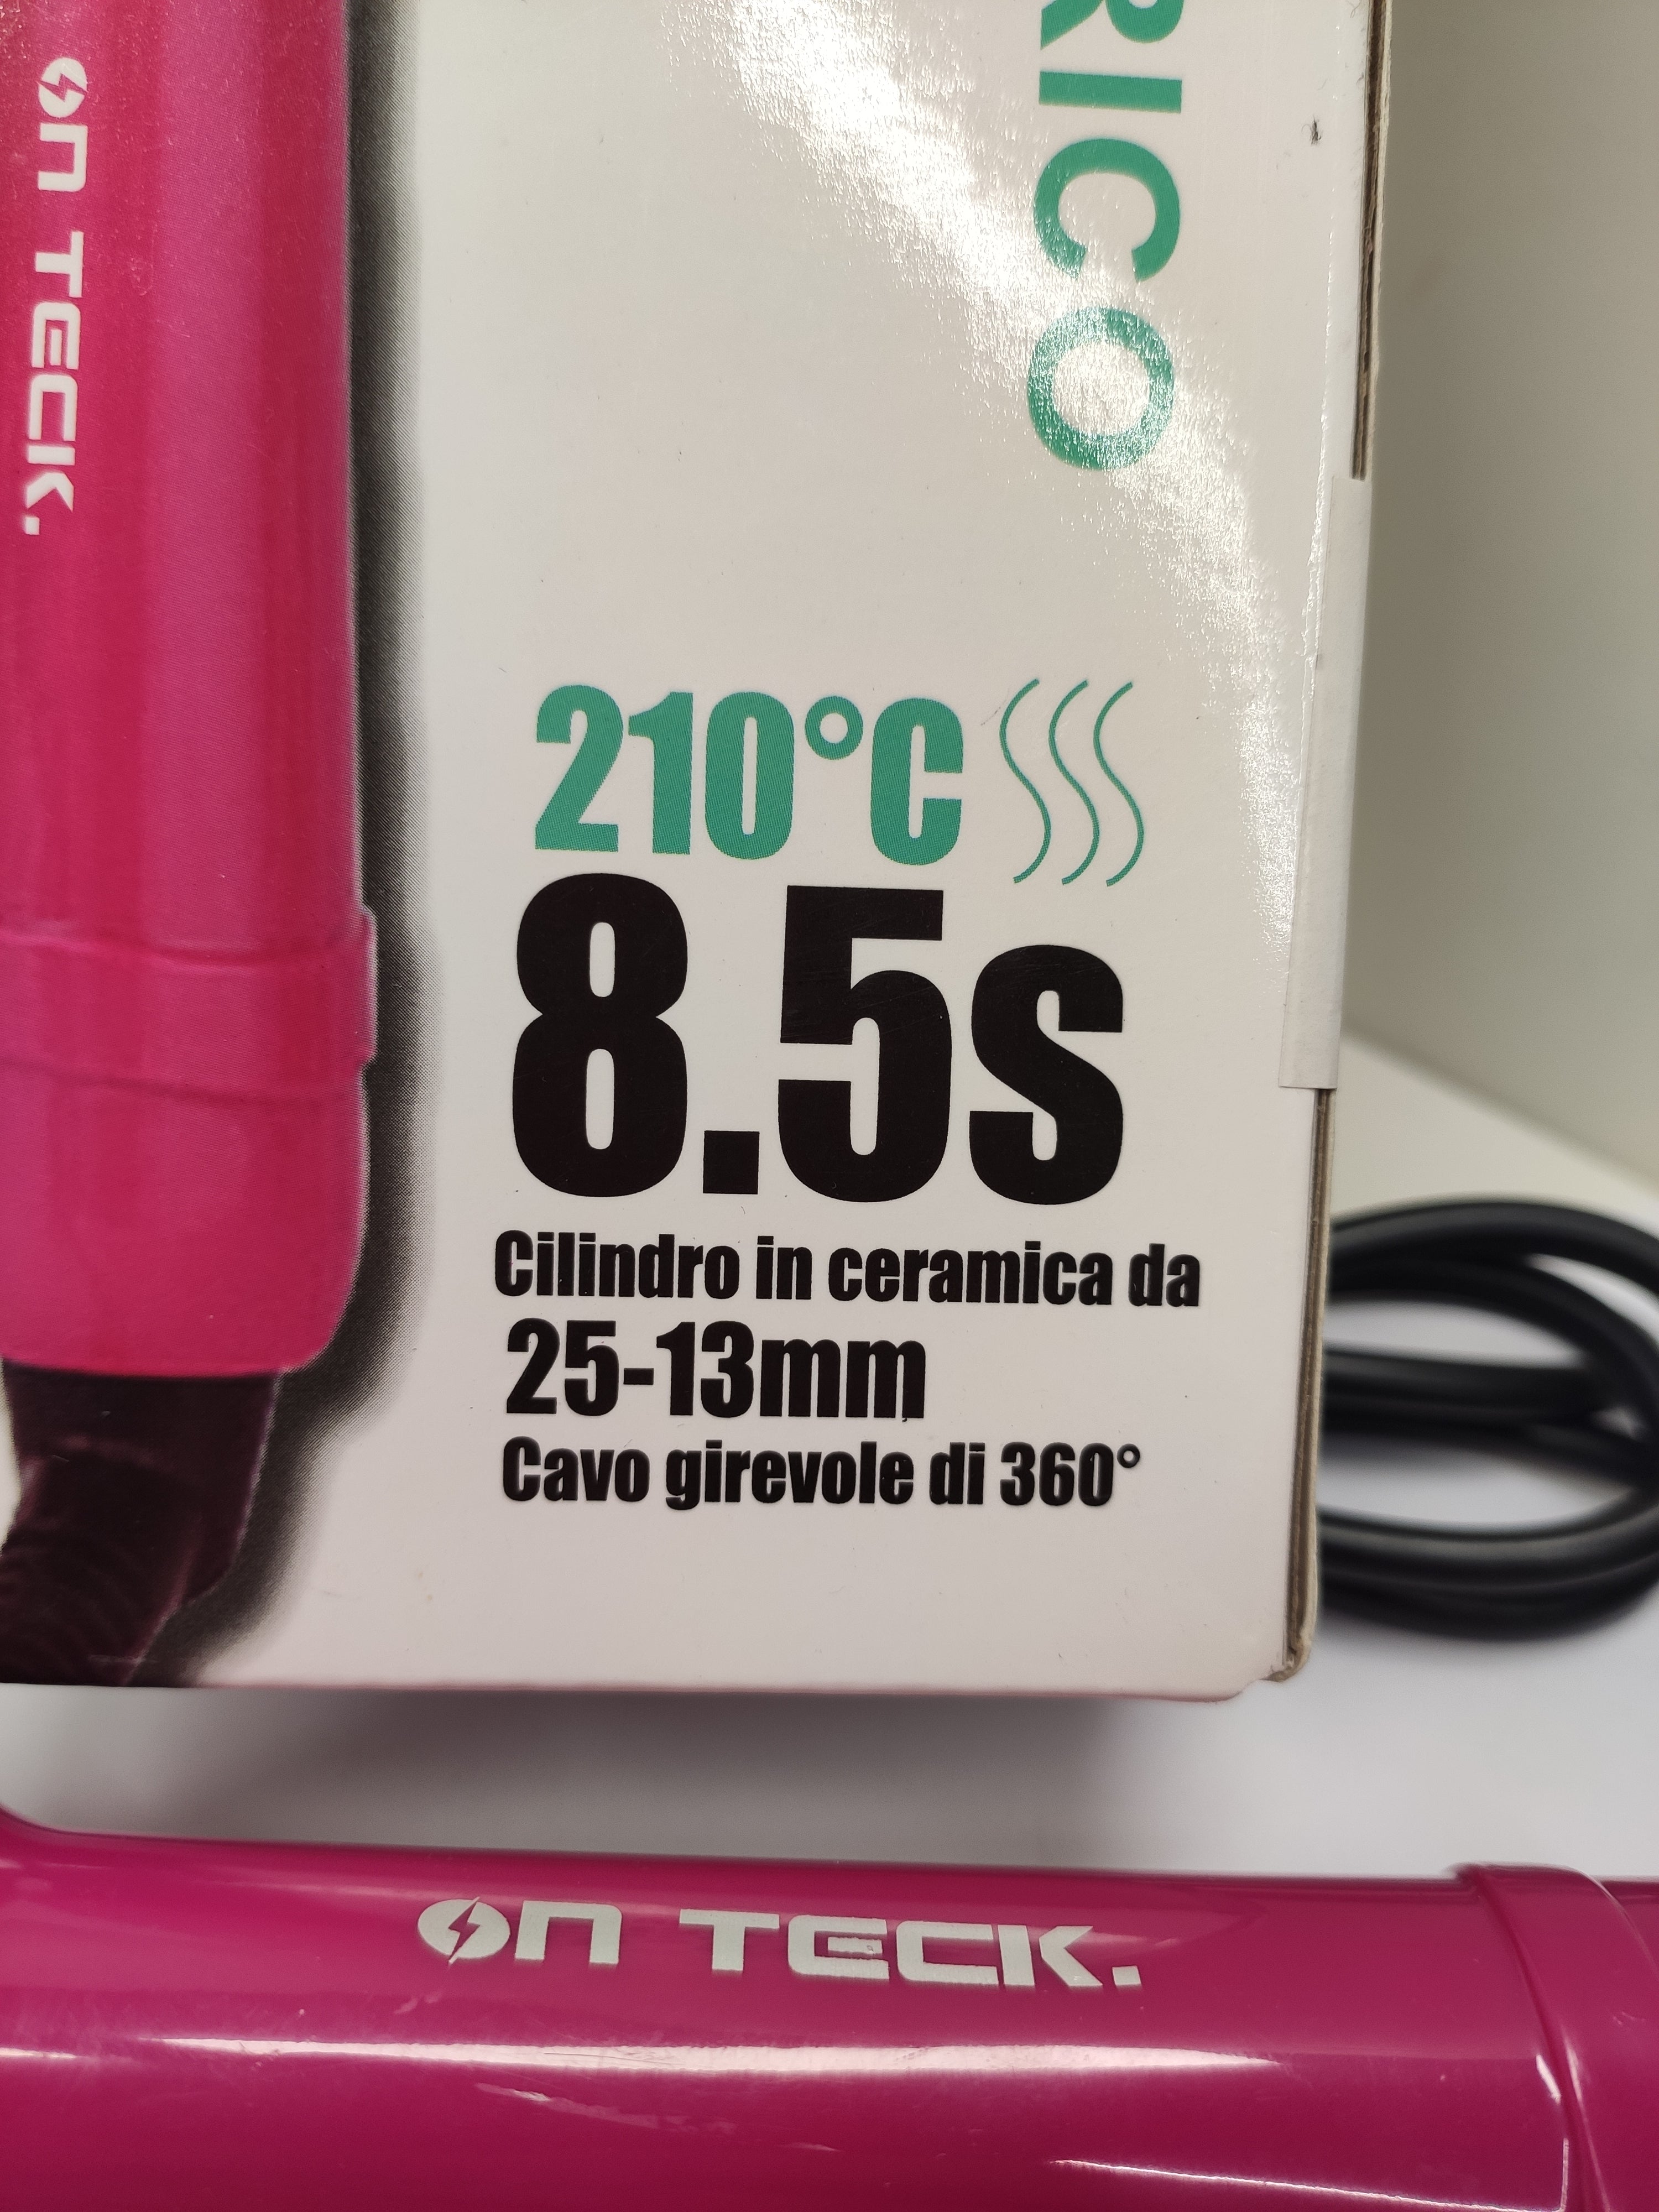 ON TECK.
RICO
210°C
8.5s
Cilindro in ceramica da
25-13mm
Cavo girevole di 360°
ON TECK.